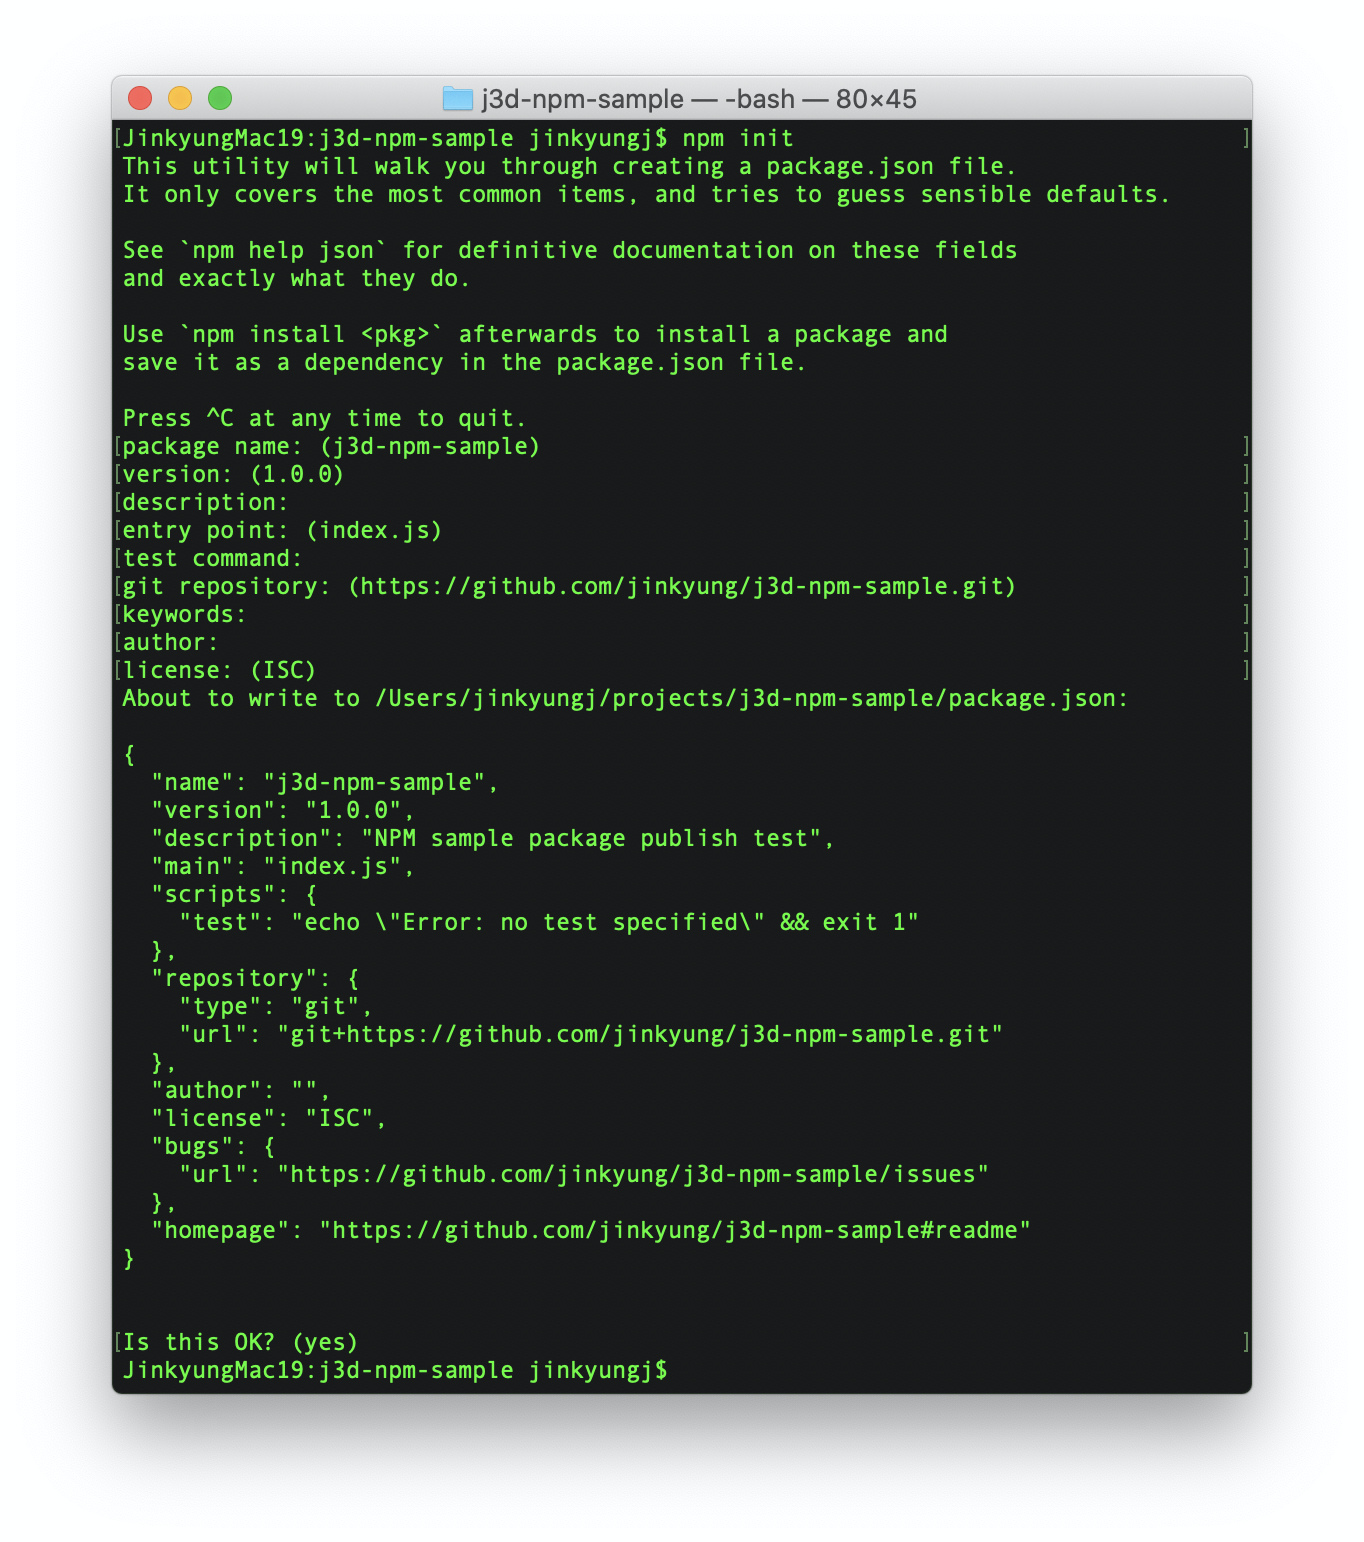 j3d-npm-sample — -bash — 80×45
[JinkyungMac19:j3d-npm-sample jinkyungj$ npm init ]
This utility will walk you through creating a package.json file.
It only covers the most common items, and tries to guess sensible defaults.

See `npm help json` for definitive documentation on these fields
and exactly what they do.

Use `npm install <pkg>` afterwards to install a package and
save it as a dependency in the package.json file.

Press ^C at any time to quit.
[package name: (j3d-npm-sample) ]
[version: (1.0.0) ]
[description: ]
[entry point: (index.js) ]
[test command: ]
[git repository: (https://github.com/jinkyung/j3d-npm-sample.git) ]
[keywords: ]
[author: ]
[license: (ISC) ]
About to write to /Users/jinkyungj/projects/j3d-npm-sample/package.json:

{
  "name": "j3d-npm-sample",
  "version": "1.0.0",
  "description": "NPM sample package publish test",
  "main": "index.js",
  "scripts": {
    "test": "echo \"Error: no test specified\" && exit 1"
  },
  "repository": {
    "type": "git",
    "url": "git+https://github.com/jinkyung/j3d-npm-sample.git"
  },
  "author": "",
  "license": "ISC",
  "bugs": {
    "url": "https://github.com/jinkyung/j3d-npm-sample/issues"
  },
  "homepage": "https://github.com/jinkyung/j3d-npm-sample#readme"
}

[Is this OK? (yes) ]
JinkyungMac19:j3d-npm-sample jinkyungj$